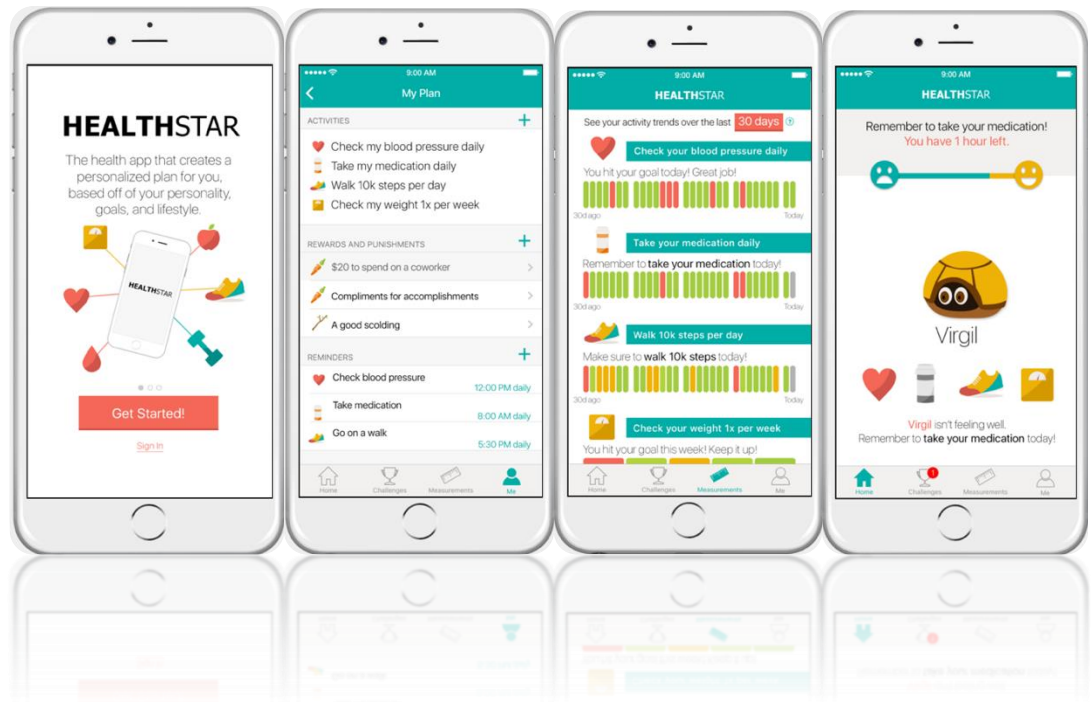 HEALTHSTAR
The health app that creates a
personalized plan for you,
based off of your personality,
goals, and lifestyle.
HEALTHSTAR
Get Started!
Sign In
9:00 AM
My Plan
ACTIVITIES
Check my blood pressure daily
Take my medication daily
Walk 10k steps per day
Check my weight 1x per week
REWARDS AND PUNISHMENTS
$20 to spend on a coworker
Compliments for accomplishments
A good scolding
REMINDERS
Check blood pressure
12:00 PM daily
Take medication
8:00 AM daily
Go on a walk
5:30 PM daily
Home Challenges Measurements Me
9:00 AM
HEALTHSTAR
See your activity trends over the last 30 days ?
Check your blood pressure daily
You hit your goal today! Great job!
30d ago Today
Take your medication daily
Remember to take your medication today!
30d ago Today
Walk 10k steps per day
Make sure to walk 10k steps today!
30d ago Today
Check your weight 1x per week
You hit your goal this week! Keep it up!
Home Challenges Measurements Me
9:00 AM
HEALTHSTAR
Remember to take your medication!
You have 1 hour left.
Virgil
Virgil isn't feeling well.
Remember to take your medication today!
1
Home Challenges Measurements Me